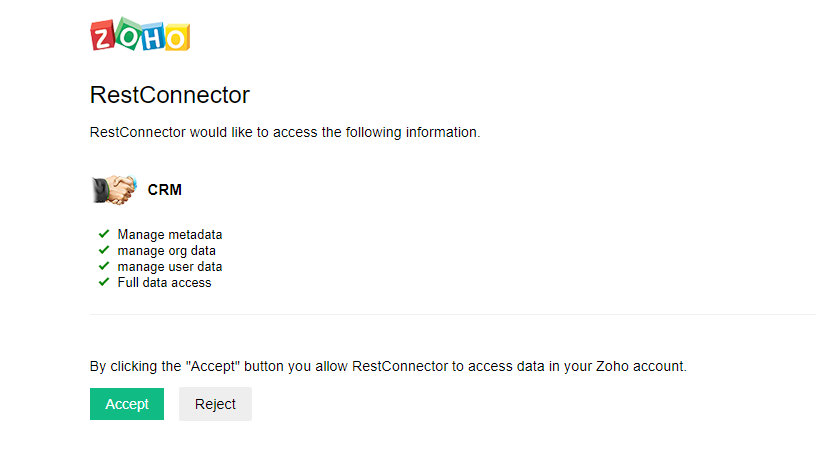 ZOHO
RestConnector
RestConnector would like to access the following information.
CRM
Manage metadata
manage org data
manage user data
Full data access
By clicking the "Accept" button you allow RestConnector to access data in your Zoho account.
Accept Reject